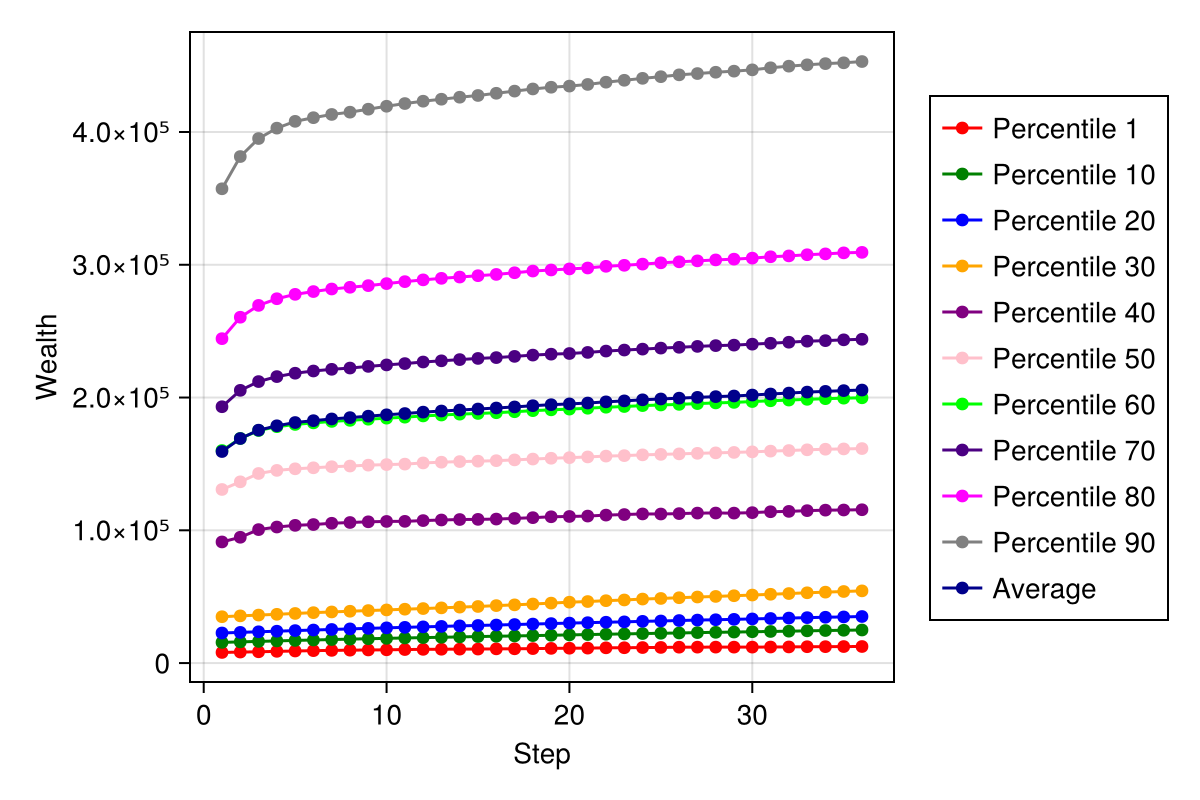 4.0×10⁵
3.0×10⁵
2.0×10⁵
1.0×10⁵
0
Wealth
0 10 20 30
Step
Percentile 1
Percentile 10
Percentile 20
Percentile 30
Percentile 40
Percentile 50
Percentile 60
Percentile 70
Percentile 80
Percentile 90
Average